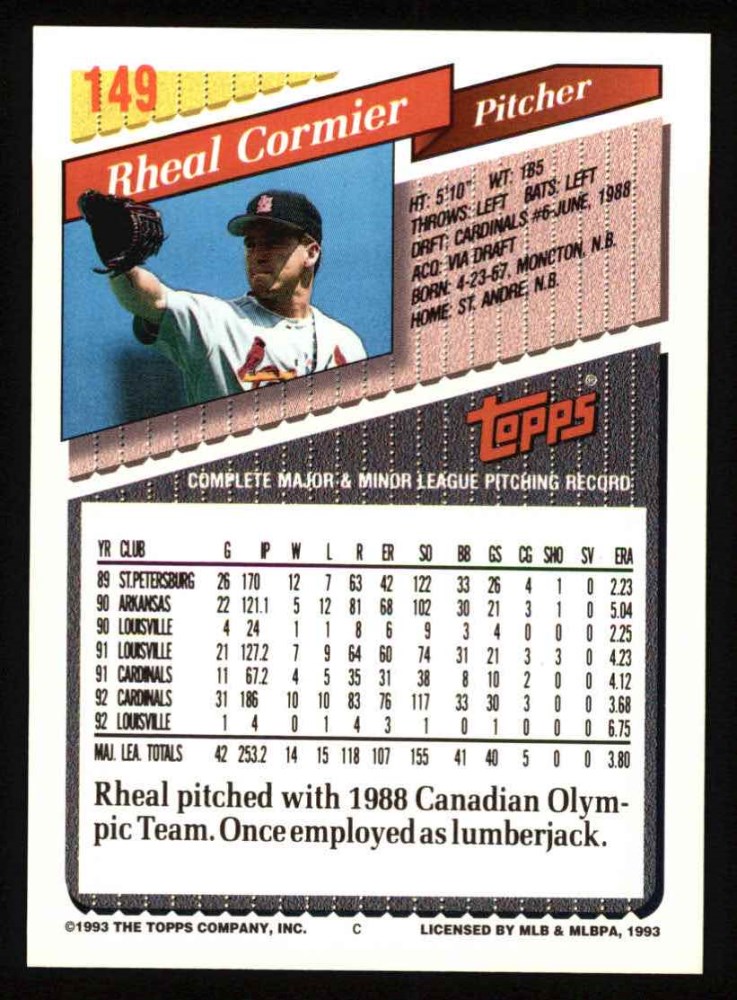 149
Rheal Cormier
Pitcher
HT: 5'10" WT: 185
THROWS: LEFT BATS: LEFT
DRFT: CARDINALS #6-JUNE, 1988
ACQ: VIA DRAFT
BORN: 4-23-67, MONCTON, N.B.
HOME: ST. ANDRE, N.B.
TOPPS®
COMPLETE MAJOR & MINOR LEAGUE PITCHING RECORD
YR CLUB G IP W L R ER SO BB GS CG SHO SV ERA
89 ST.PETERSBURG 26 170 12 7 63 42 122 33 26 4 1 0 2.23
90 ARKANSAS 22 121.1 5 12 81 68 102 30 21 3 1 0 5.04
90 LOUISVILLE 4 24 1 1 8 6 9 3 4 0 0 0 2.25
91 LOUISVILLE 21 127.2 7 9 64 60 74 31 21 3 3 0 4.23
91 CARDINALS 11 67.2 4 5 35 31 38 8 10 2 0 0 4.12
92 CARDINALS 31 186 10 10 83 76 117 33 30 3 0 0 3.68
92 LOUISVILLE 1 4 0 1 4 3 1 0 1 0 0 0 6.75
MAJ. LEA. TOTALS 42 253.2 14 15 118 107 155 41 40 5 0 0 3.80
Rheal pitched with 1988 Canadian Olym-
pic Team. Once employed as lumberjack.
©1993 THE TOPPS COMPANY, INC. C LICENSED BY MLB & MLBPA, 1993